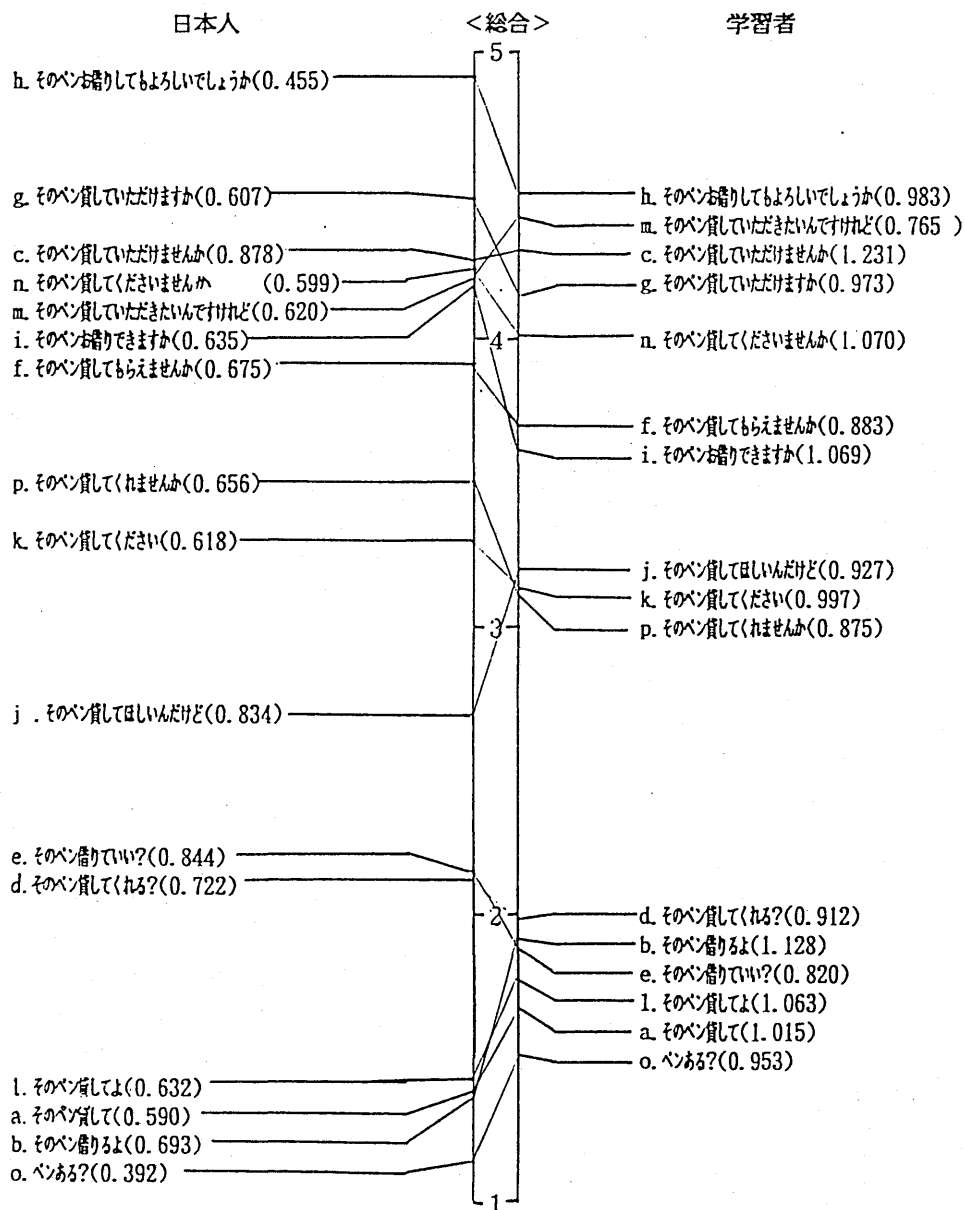 日本人 <総合> 学習者
5
h. そのペンお借りしてもよろしいでしょうか(0.455)
g. そのペン貸していただけますか(0.607)
c. そのペン貸していただけませんか(0.878)
n. そのペン貸してくださいませんか (0.599)
m. そのペン貸していただきたいんですけれど(0.620)
i. そのペンお借りできますか(0.635)
f. そのペン貸してもらえませんか(0.675)
p. そのペン貸してくれませんか(0.656)
k. そのペン貸してください(0.618)
j. そのペン貸してほしいんだけど(0.834)
e. そのペン借りていい?(0.844)
d. そのペン貸してくれる?(0.722)
l. そのペン貸してよ(0.632)
a. そのペン貸して(0.590)
b. そのペン借りるよ(0.693)
o. ペンある?(0.392)
4
3
2
1
h. そのペンお借りしてもよろしいでしょうか(0.983)
m. そのペン貸していただきたいんですけれど(0.765 )
c. そのペン貸していただけませんか(1.231)
g. そのペン貸していただけますか(0.973)
n. そのペン貸してくださいませんか(1.070)
f. そのペン貸してもらえませんか(0.883)
i. そのペンお借りできますか(1.069)
j. そのペン貸してほしいんだけど(0.927)
k. そのペン貸してください(0.997)
p. そのペン貸してくれませんか(0.875)
d. そのペン貸してくれる?(0.912)
b. そのペン借りるよ(1.128)
e. そのペン借りていい?(0.820)
l. そのペン貸してよ(1.063)
a. そのペン貸して(1.015)
o. ペンある?(0.953)